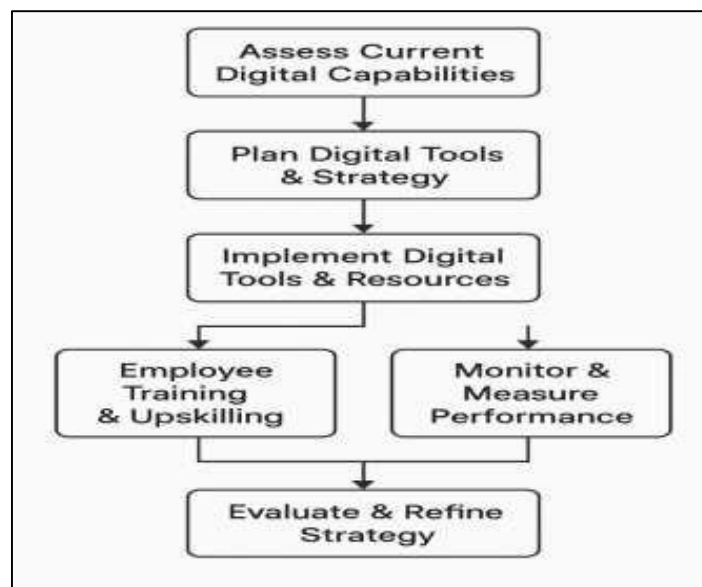 Assess Current
Digital Capabilities
Plan Digital Tools
& Strategy
Implement Digital
Tools & Resources
Employee
Training
& Upskilling
Monitor &
Measure
Performance
Evaluate & Refine
Strategy